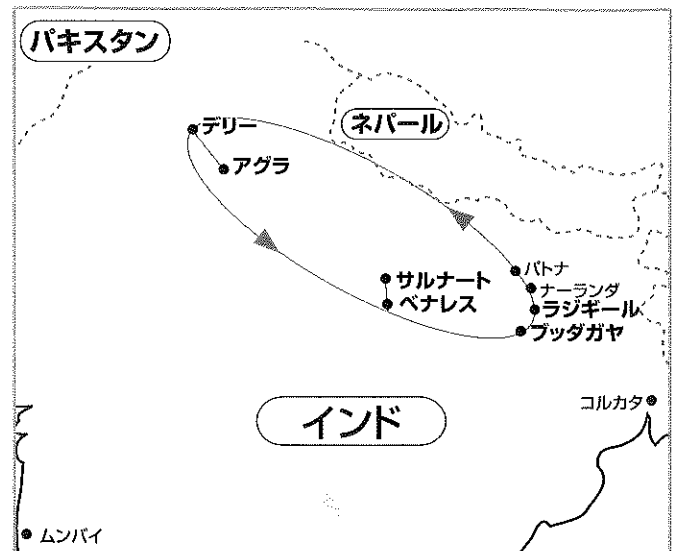 パキスタン
デリー
ネパール
アグラ
パトナ
サルナート
ナーランダ
ベナレス
ラジギール
ブッダガヤ
コルカタ
インド
ムンバイ